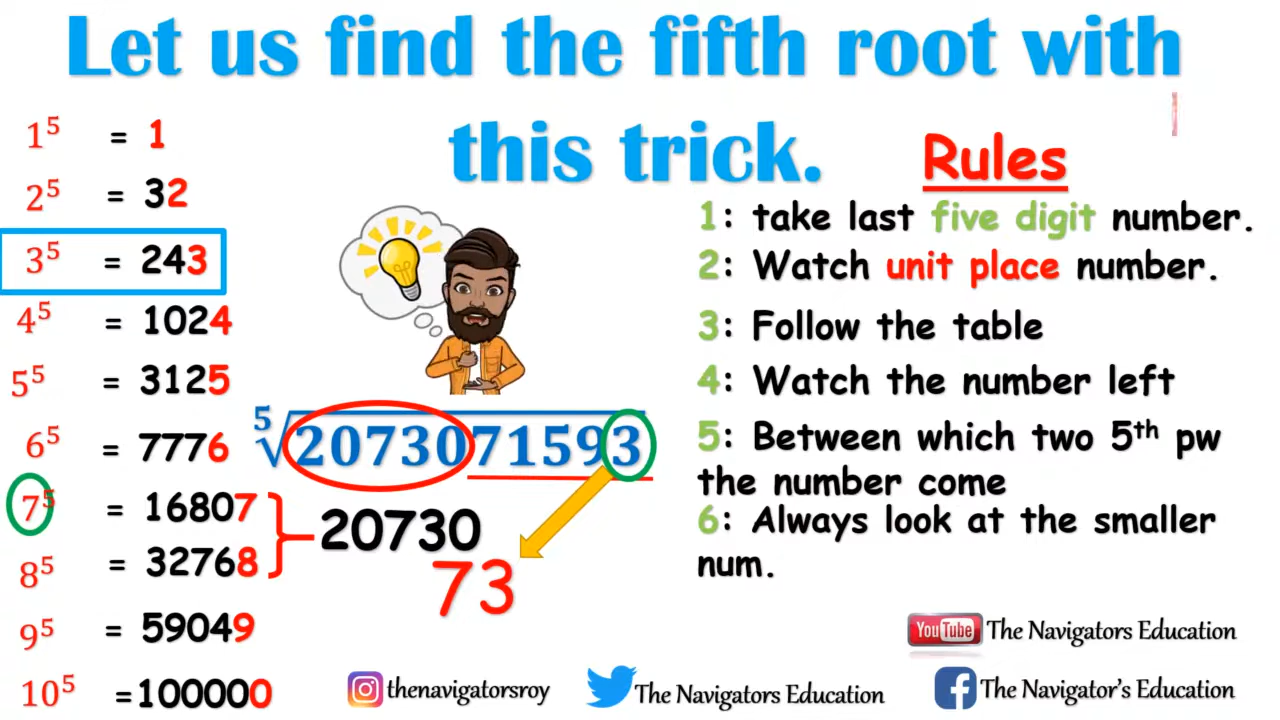 Let us find the fifth root with
this trick.
1⁵ = 1
2⁵ = 32
3⁵ = 243
4⁵ = 1024
5⁵ = 3125
6⁵ = 7776
7⁵ = 16807
8⁵ = 32768
9⁵ = 59049
10⁵ =100000
⁵√2073071593
20730
73
Rules
1: take last five digit number.
2: Watch unit place number.
3: Follow the table
4: Watch the number left
5: Between which two 5ᵗʰ pw
the number come
6: Always look at the smaller
num.
YouTube The Navigators Education
thenavigatorsroy
The Navigators Education
The Navigator's Education